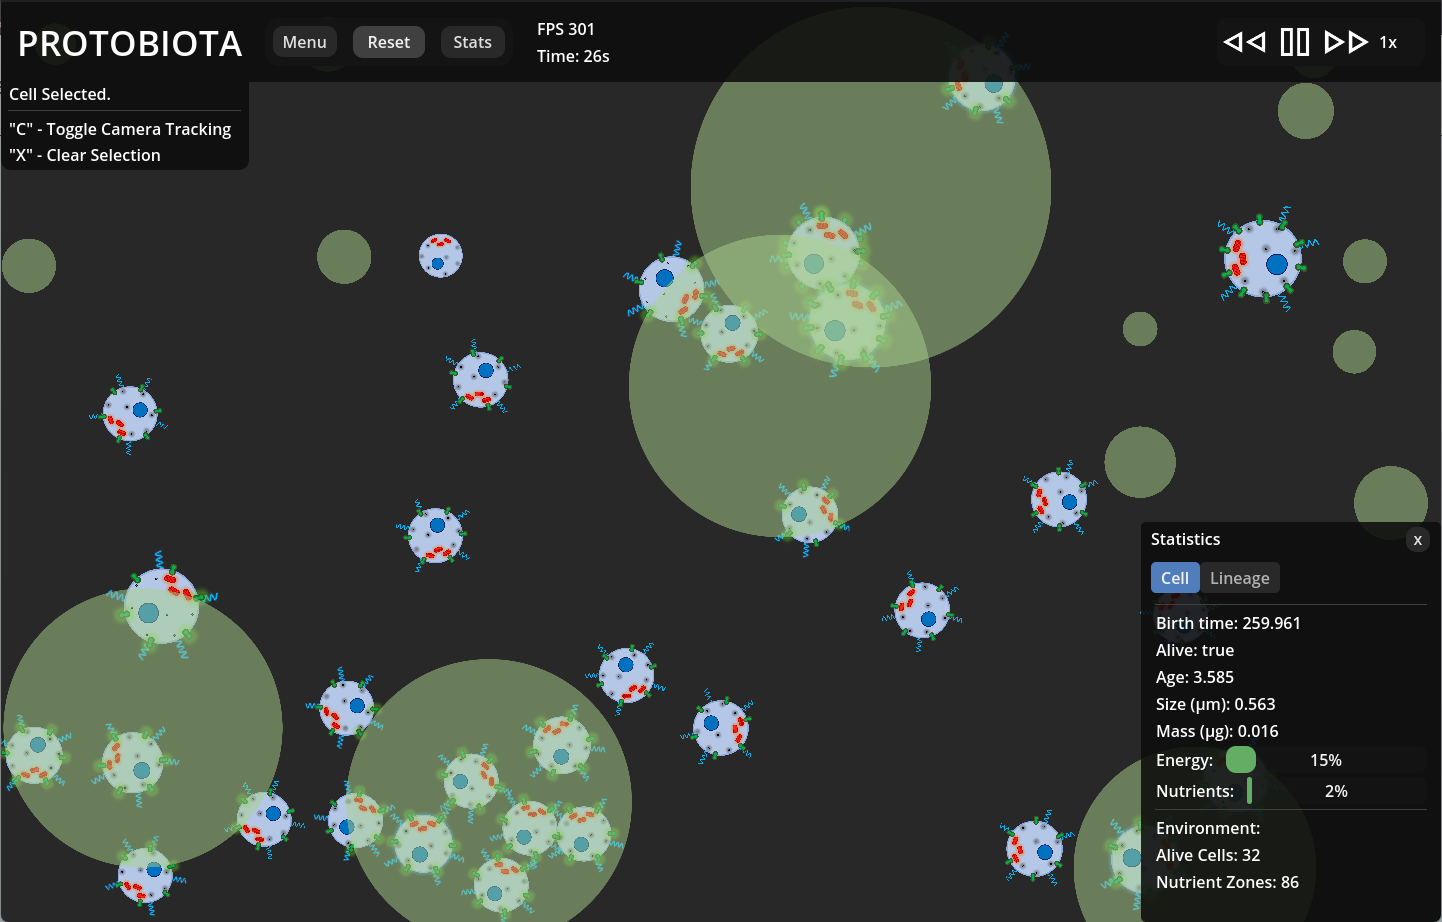 PROTOBIOTA
Menu
Reset
Stats
FPS 301
Time: 26s
1x
Cell Selected.
"C" - Toggle Camera Tracking
"X" - Clear Selection
Statistics
x
Cell
Lineage
Birth time: 259.961
Alive: true
Age: 3.585
Size (μm): 0.563
Mass (μg): 0.016
Energy: 15%
Nutrients: 2%
Environment:
Alive Cells: 32
Nutrient Zones: 86